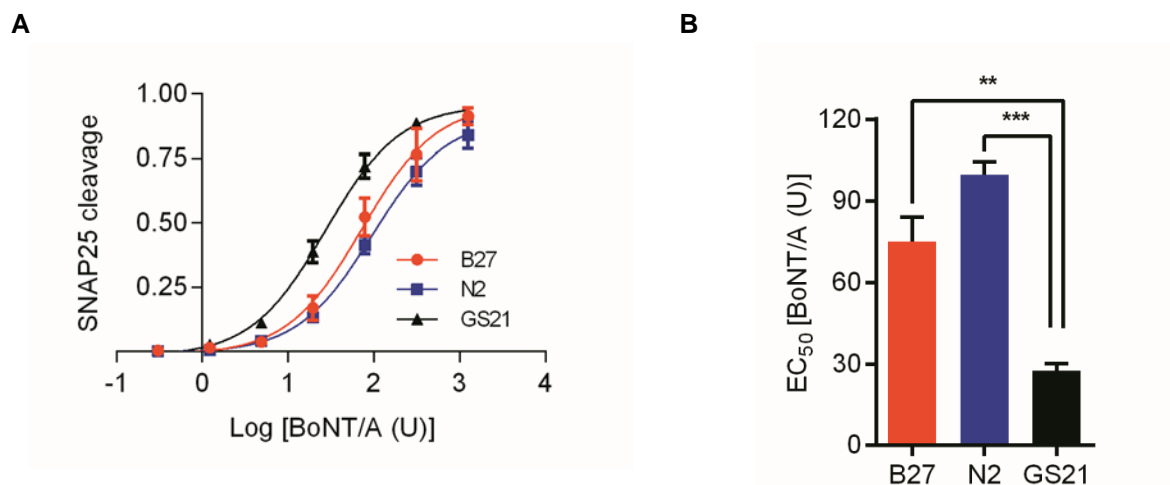 A
SNAP25 cleavage
1.00
0.75
0.50
0.25
B27
N2
GS21
-1 0 1 2 3 4
Log [BoNT/A (U)]
B
**
***
EC50 [BoNT/A (U)]
120
90
60
30
0
B27 N2 GS21